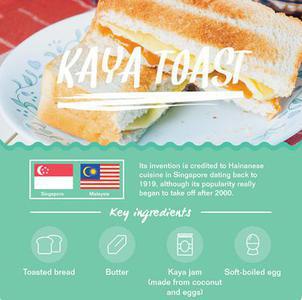 KAYA TOAST
Its invention is credited to Hainanese
cuisine in Singapore dating back to
1919, although its popularity really
began to take off after 2000.
Singapore
Malaysia
Key ingredients
Toasted bread
Butter
Kaya jam
(made from coconut
and eggs)
Soft-boiled egg